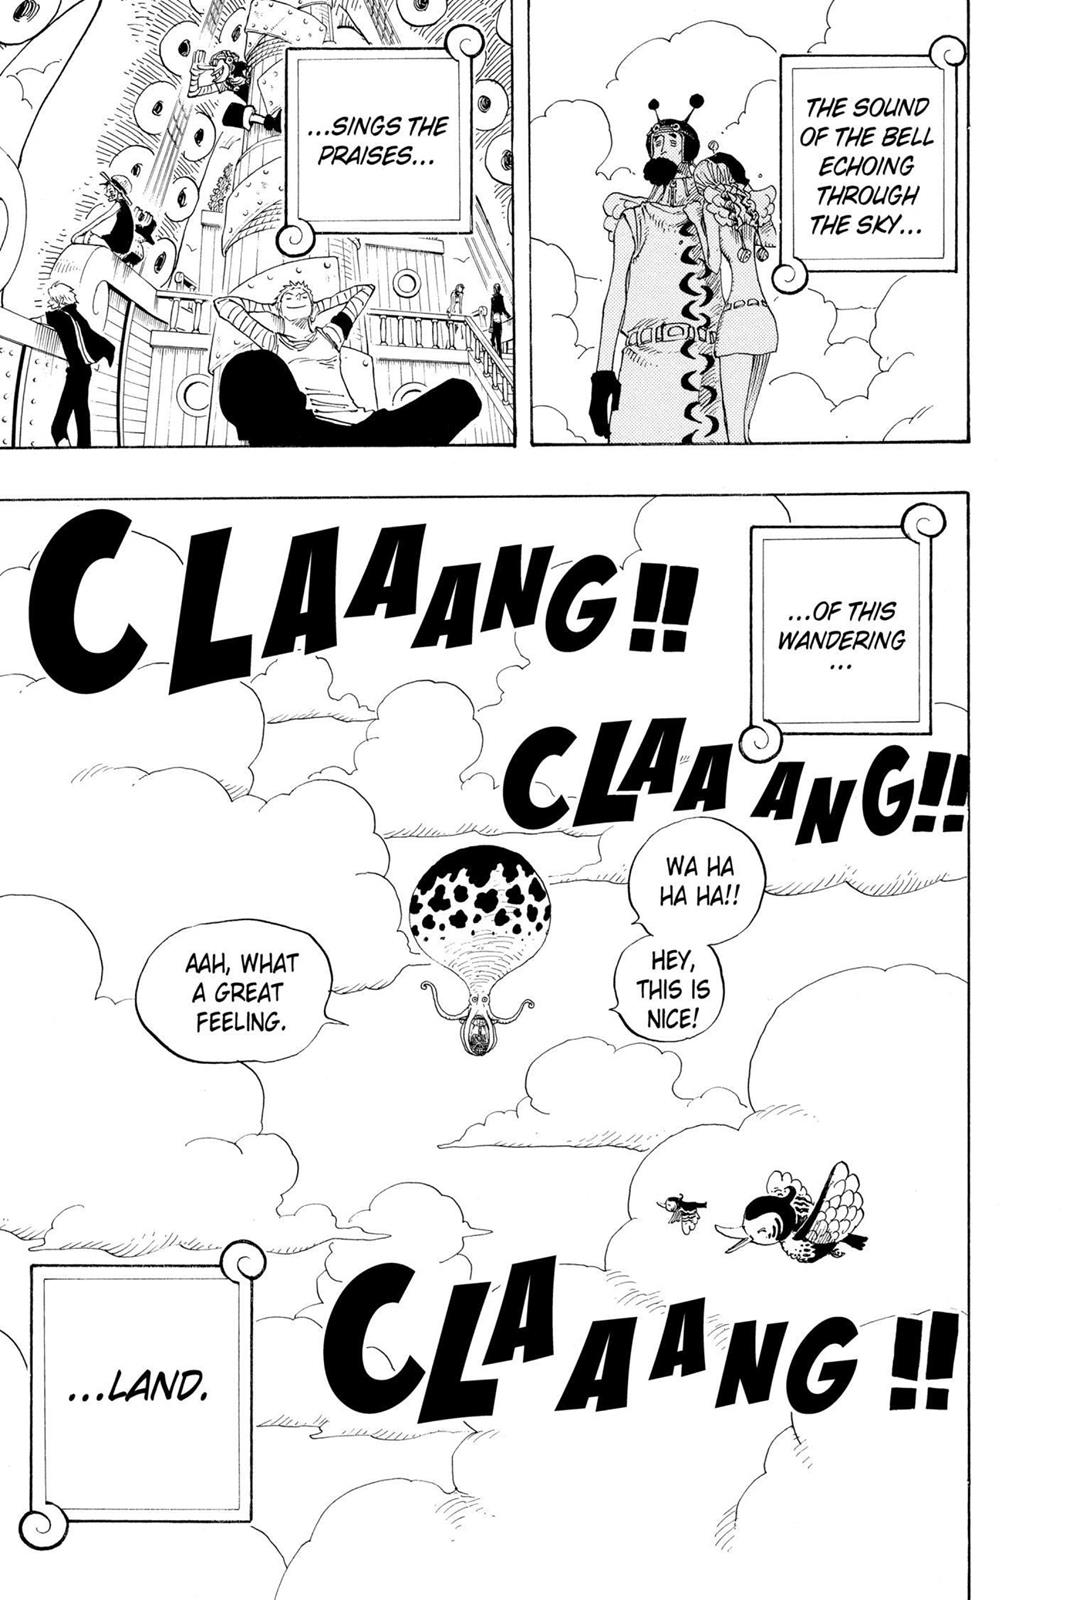 THE SOUND
OF THE BELL
ECHOING
THROUGH
THE SKY...
...SINGS THE
PRAISES...
...OF THIS
WANDERING
...
CLAAANG!!
CLAAANG!!
WA HA
HA HA!!
HEY,
THIS IS
NICE!
AAH, WHAT
A GREAT
FEELING.
CLAAANG!!
...LAND.